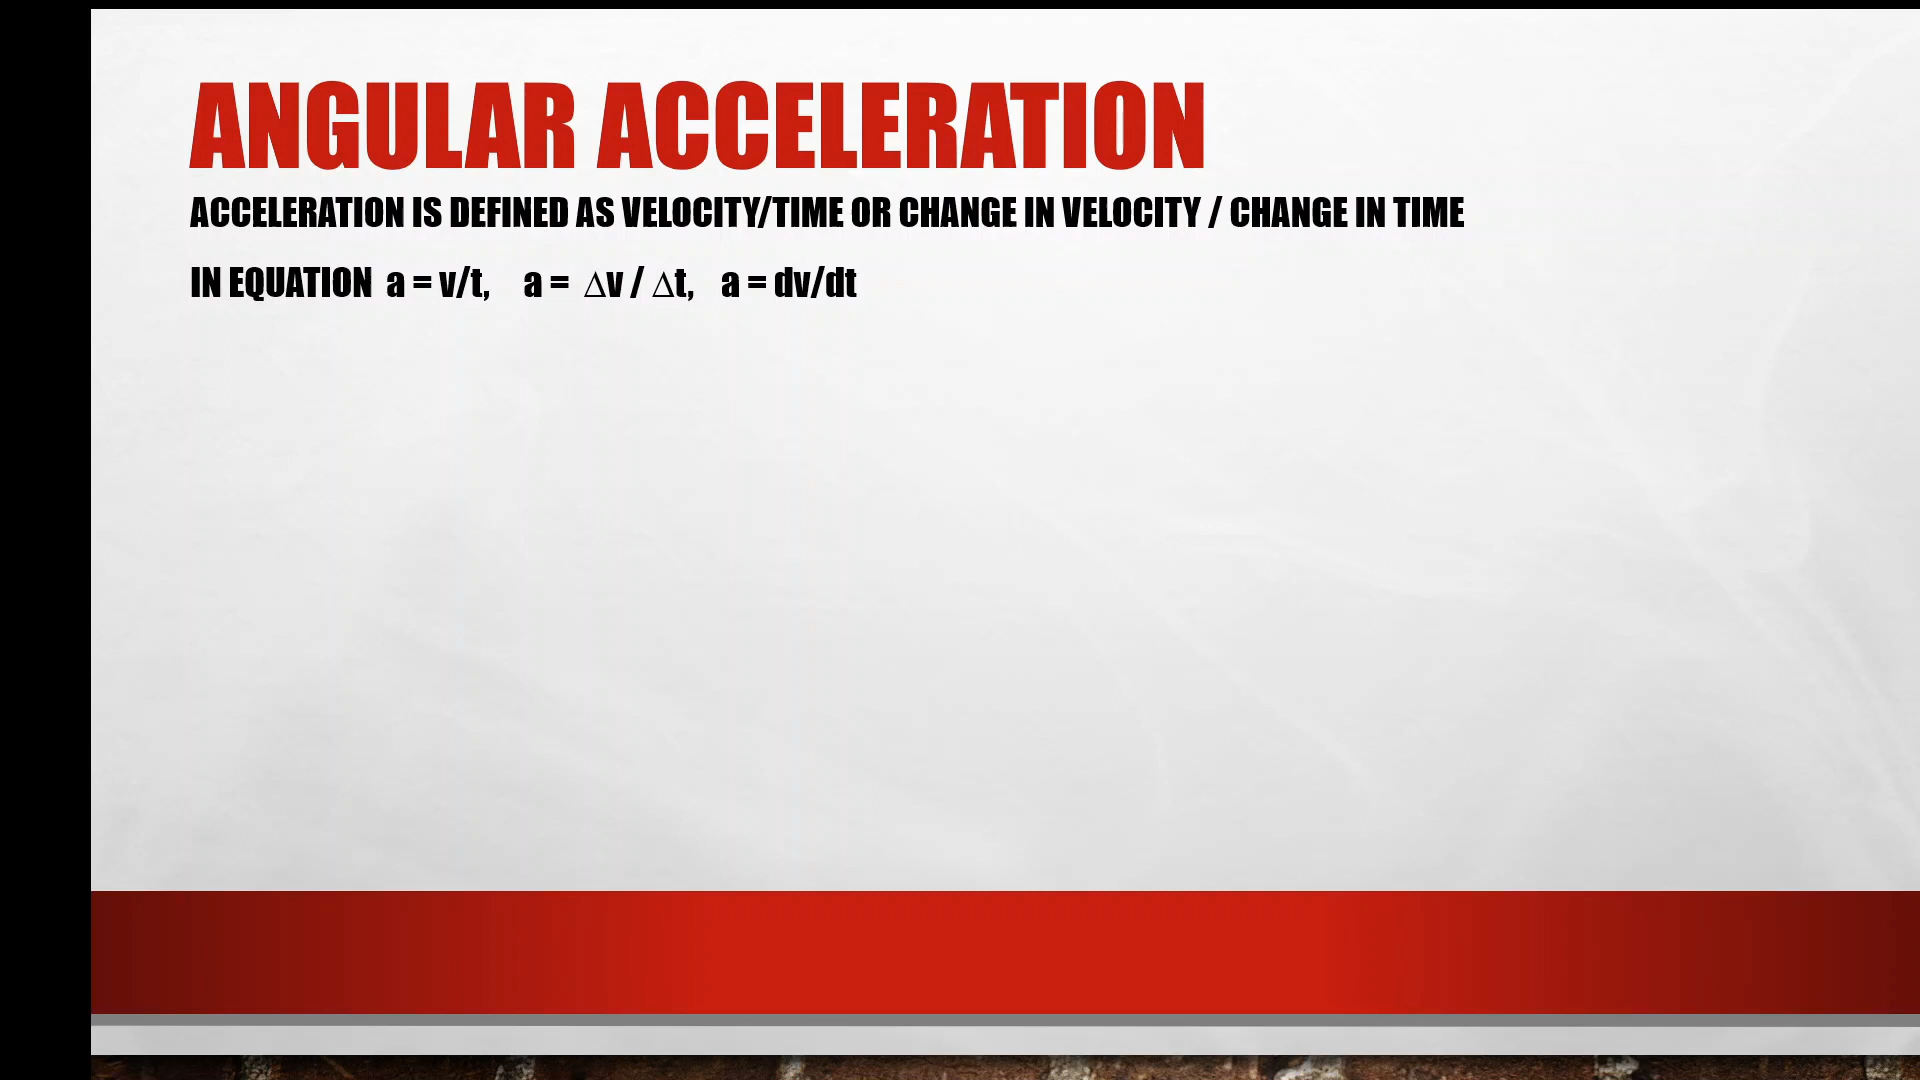 ANGULAR ACCELERATION
ACCELERATION IS DEFINED AS VELOCITY/TIME OR CHANGE IN VELOCITY / CHANGE IN TIME
IN EQUATION a = v/t, a = ∆v / ∆t, a = dv/dt